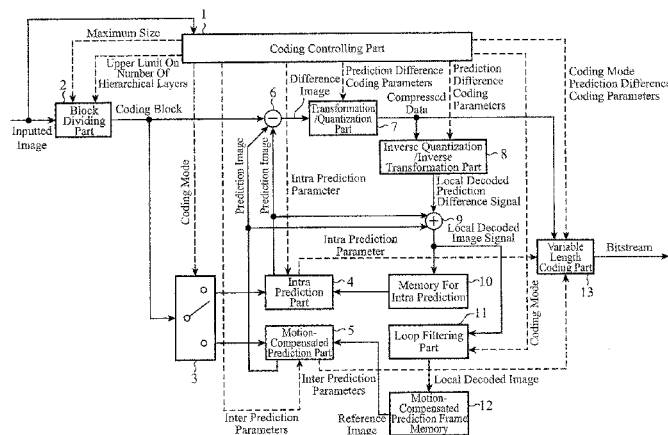 1
Coding Controlling Part
Maximum Size
Upper Limit On
Number Of
Hierarchical Layers
2
Block
Dividing
Part
Inputted
Image
Coding Block
6
Difference
Image
Prediction Difference
Coding Parameters
Transformation
/Quantization
Part
7
Compressed
Data
Prediction
Difference
Coding
Parameters
Coding Mode
Prediction Difference
Coding Parameters
Inverse Quantization
/Inverse
Transformation Part
8
Prediction Image
Prediction Image
Intra Prediction
Parameter
Local Decoded
Prediction
Difference Signal
9
Local Decoded
Image Signal
Coding Mode
Intra Prediction
Parameter
Variable
Length
Coding Part
13
Bitstream
Intra
Prediction
Part
4
Memory For
Intra Prediction
10
Coding Mode
11
Loop Filtering
Part
3
Motion-
Compensated
Prediction Part
5
Inter Prediction
Parameters
Local Decoded Image
Inter Prediction
Parameters
Reference
Image
Motion-
Compensated
Prediction Frame
Memory
12